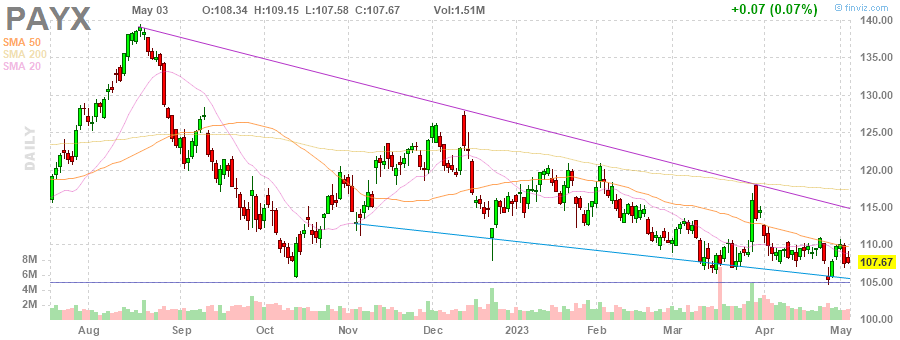 PAYX May 03 O:108.34 H:109.15 L:107.58 C:107.67 Vol:1.51M +0.07 (0.07%) © finviz.com
SMA 50
SMA 200
SMA 20
DAILY
140.00
135.00
130.00
125.00
120.00
115.00
110.00
107.67
105.00
100.00
8M
6M
4M
2M
Aug Sep Oct Nov Dec 2023 Feb Mar Apr May